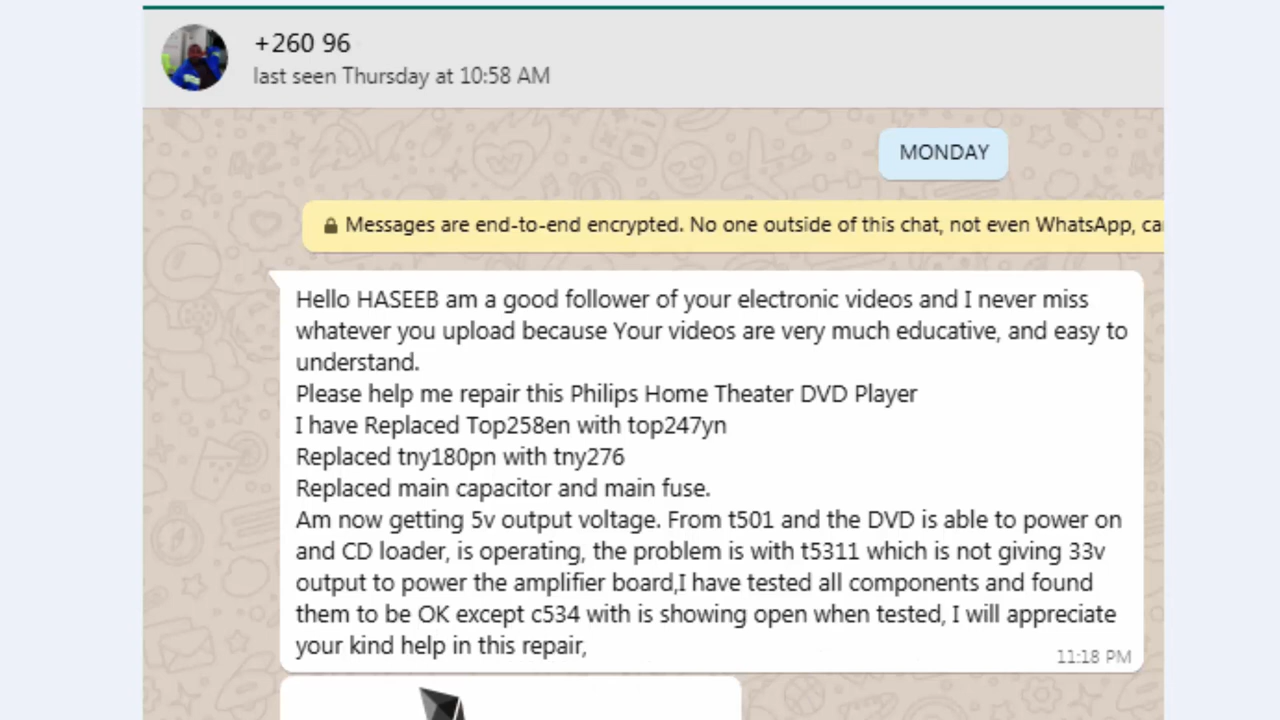 +260 96
last seen Thursday at 10:58 AM
MONDAY
Messages are end-to-end encrypted. No one outside of this chat, not even WhatsApp,
Hello HASEEB am a good follower of your electronic videos and I never miss
whatever you upload because Your videos are very much educative, and easy to
understand.
Please help me repair this Philips Home Theater DVD Player
I have Replaced Top258en with top247yn
Replaced tny180pn with tny276
Replaced main capacitor and main fuse.
Am now getting 5v output voltage. From t501 and the DVD is able to power on
and CD loader, is operating, the problem is with t5311 which is not giving 33v
output to power the amplifier board,I have tested all components and found
them to be OK except c534 with is showing open when tested, I will appreciate
your kind help in this repair,
11:18 PM